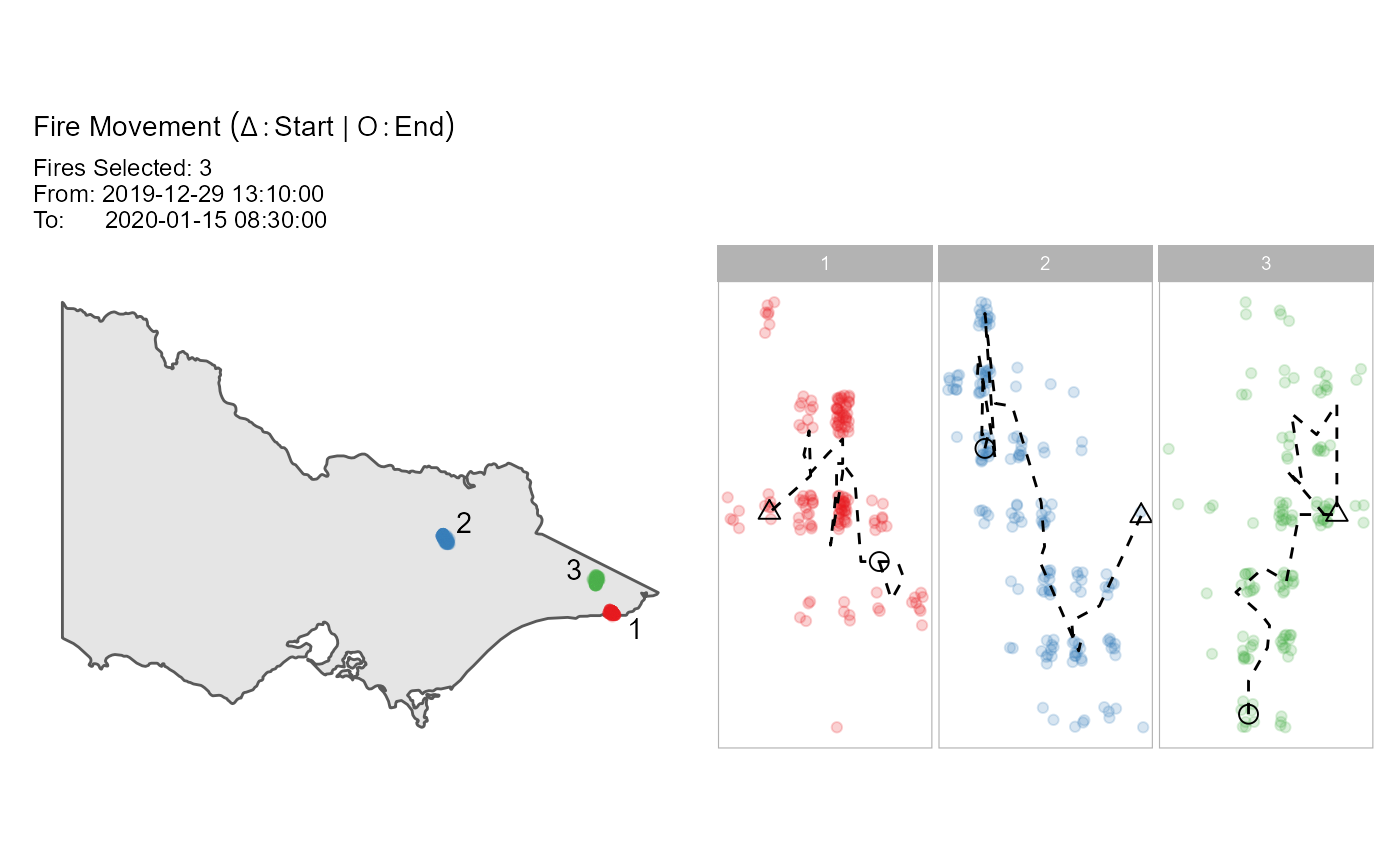 Fire Movement (Δ : Start | O : End)
Fires Selected: 3
From: 2019-12-29 13:10:00
To: 2020-01-15 08:30:00
1 2 3
2
3
1